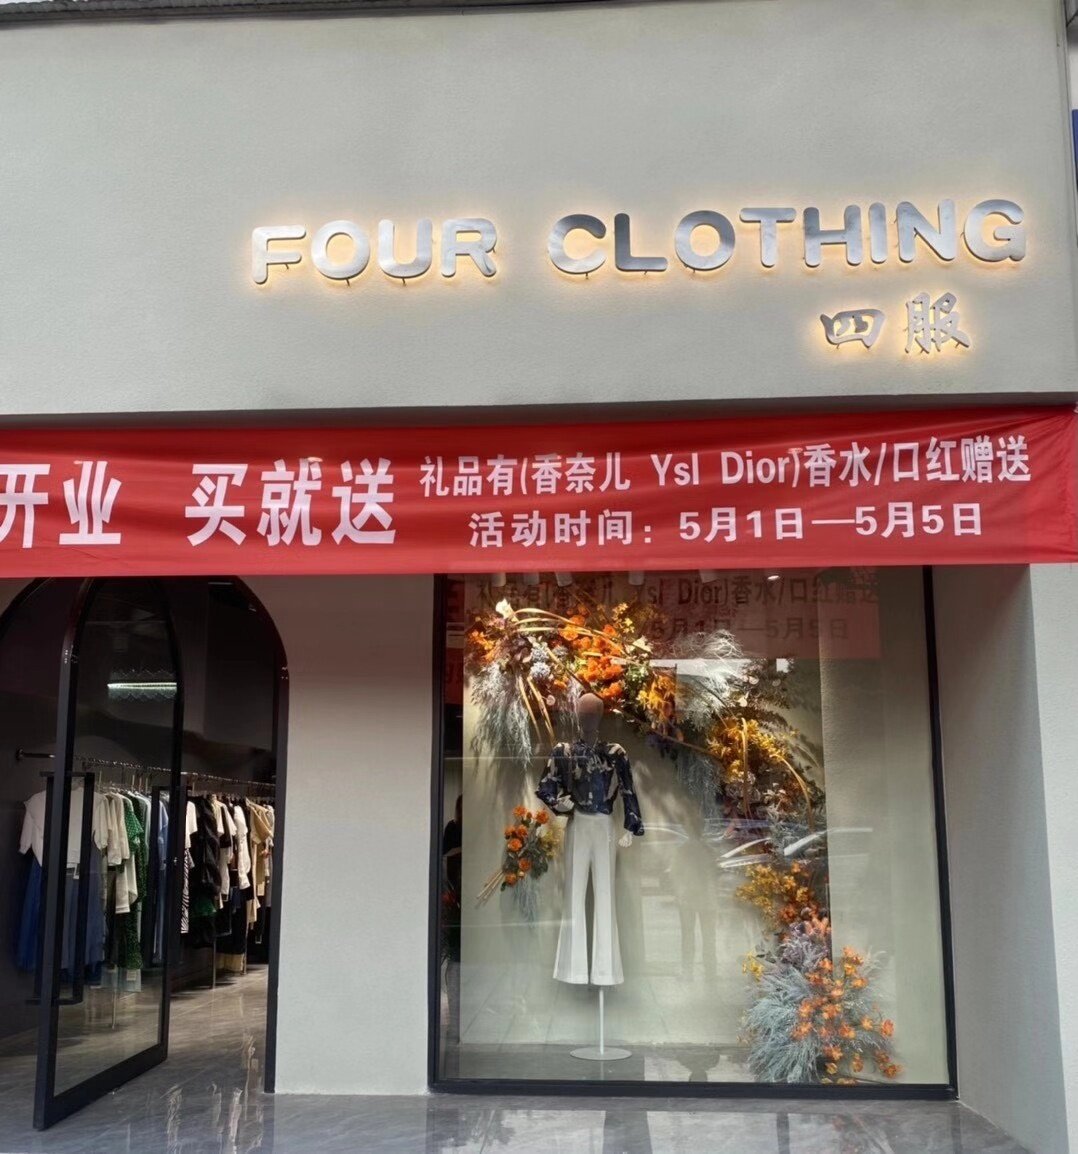 FOUR CLOTHING
四服
开业 买就送
礼品有(香奈儿 Ysl Dior)香水/口红赠送
活动时间：5月1日—5月5日